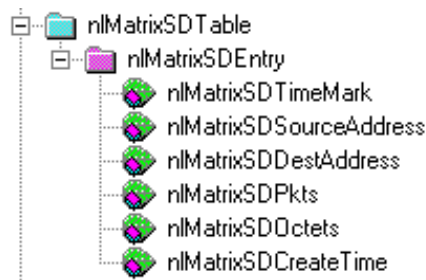 nlMatrixSDTable
nlMatrixSDEntry
nlMatrixSDTimeMark
nlMatrixSDSourceAddress
nlMatrixSDDestAddress
nlMatrixSDPkts
nlMatrixSDOctets
nlMatrixSDCreateTime